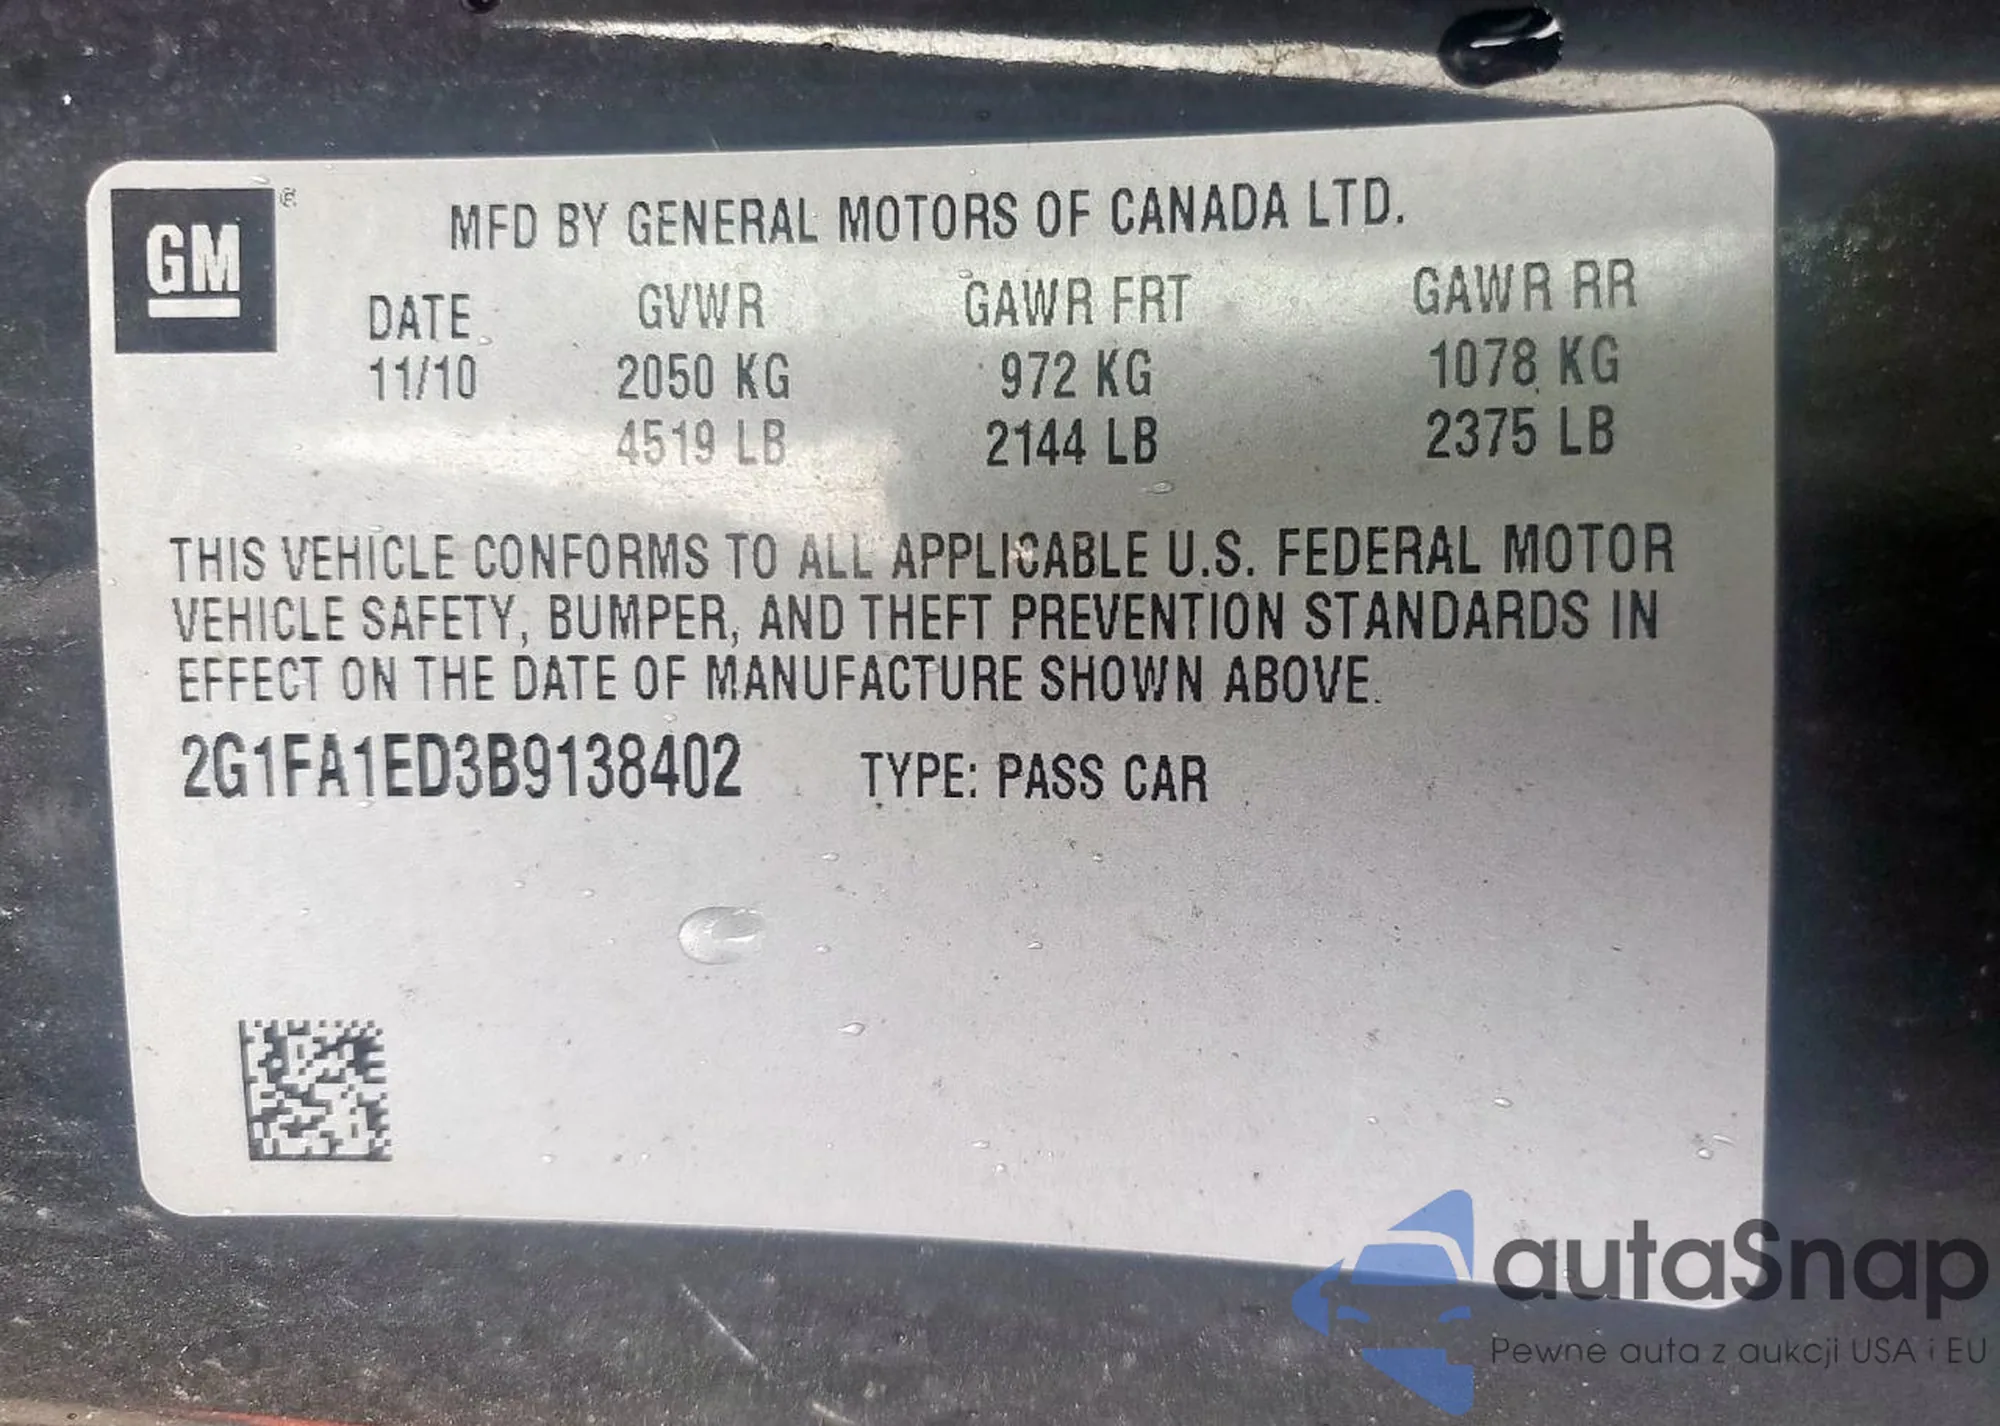 GM ®
MFD BY GENERAL MOTORS OF CANADA LTD.
DATE GVWR GAWR FRT GAWR RR
11/10 2050 KG 972 KG 1078 KG
4519 LB 2144 LB 2375 LB
THIS VEHICLE CONFORMS TO ALL APPLICABLE U.S. FEDERAL MOTOR
VEHICLE SAFETY, BUMPER, AND THEFT PREVENTION STANDARDS IN
EFFECT ON THE DATE OF MANUFACTURE SHOWN ABOVE.
2G1FA1ED3B9138402 TYPE: PASS CAR
autaSnap
Pewne auta z aukcji USA i EU